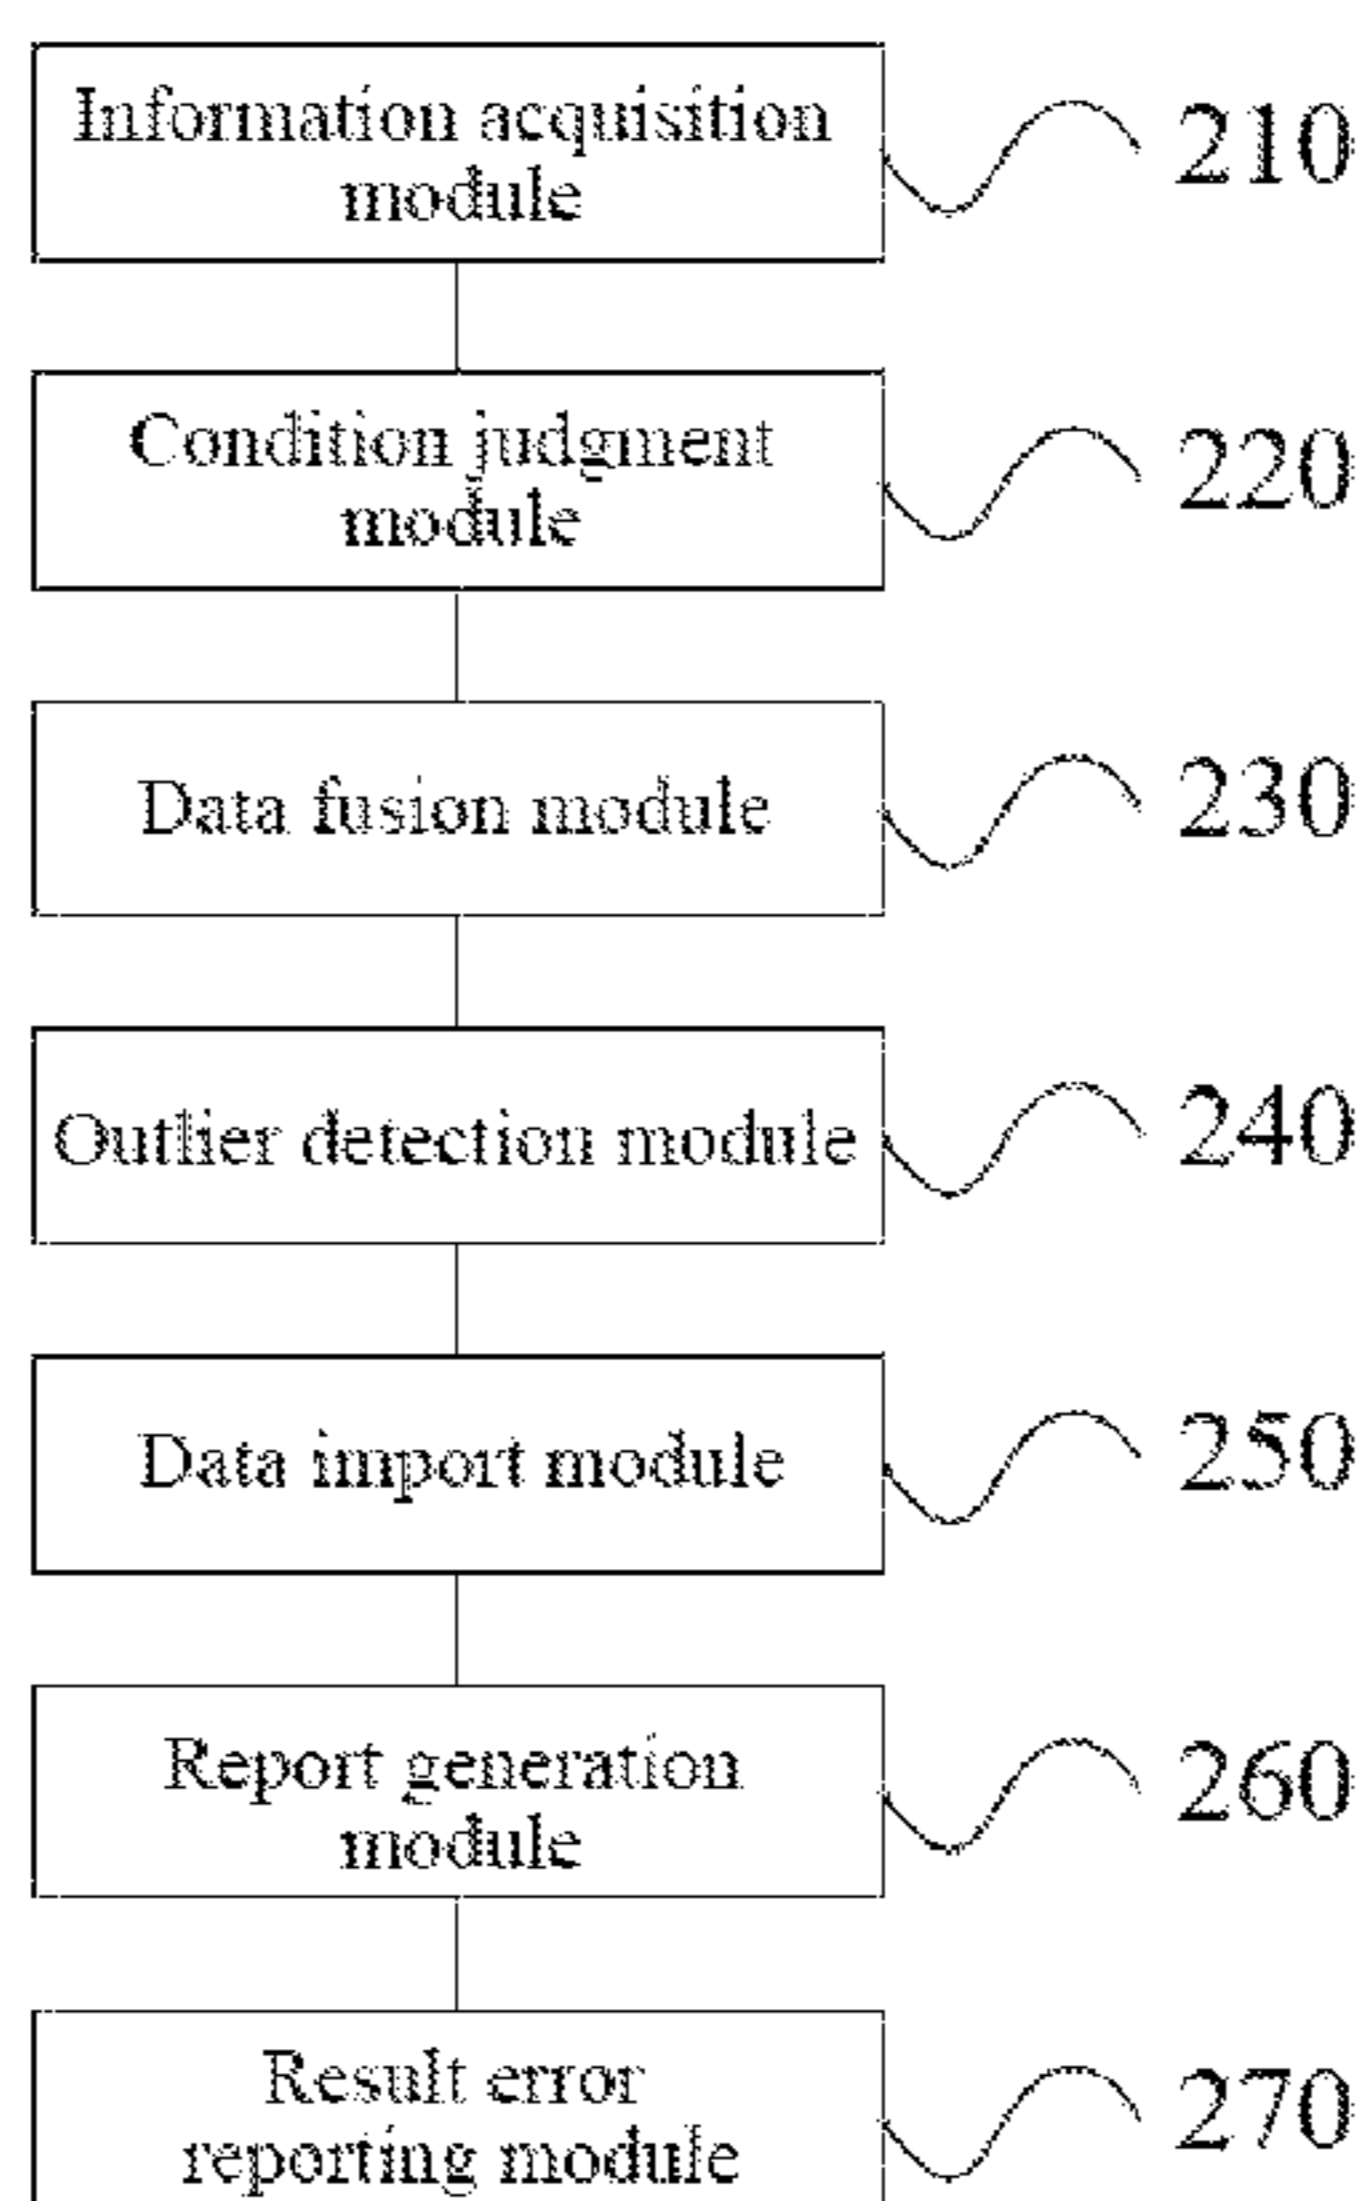 Information acquisition
module
210
Condition judgment
module
220
Data fusion module
230
Outlier detection module
240
Data import module
250
Report generation
module
260
Result error
reporting module
270